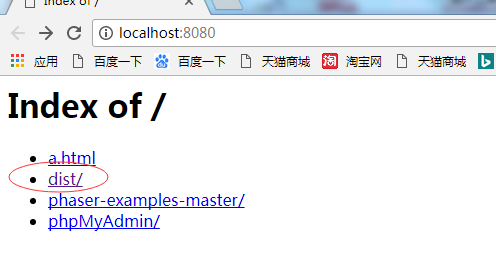 Index of /
localhost:8080
应用 百度一下 百度一下 天猫商城 淘 淘宝网 天猫商城
Index of /
a.html
dist/
phaser-examples-master/
phpMyAdmin/